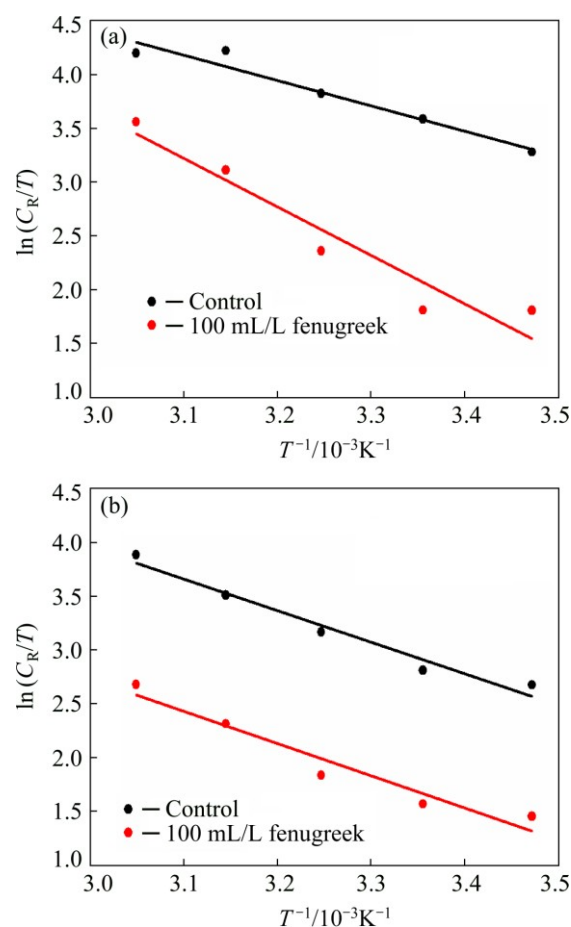 (a)
4.5
4.0
3.5
3.0
2.5
2.0
1.5
1.0
ln (C_R/T)
Control
100 mL/L fenugreek
3.0 3.1 3.2 3.3 3.4 3.5
T⁻¹/10⁻³K⁻¹
(b)
4.5
4.0
3.5
3.0
2.5
2.0
1.5
1.0
ln (C_R/T)
Control
100 mL/L fenugreek
3.0 3.1 3.2 3.3 3.4 3.5
T⁻¹/10⁻³K⁻¹